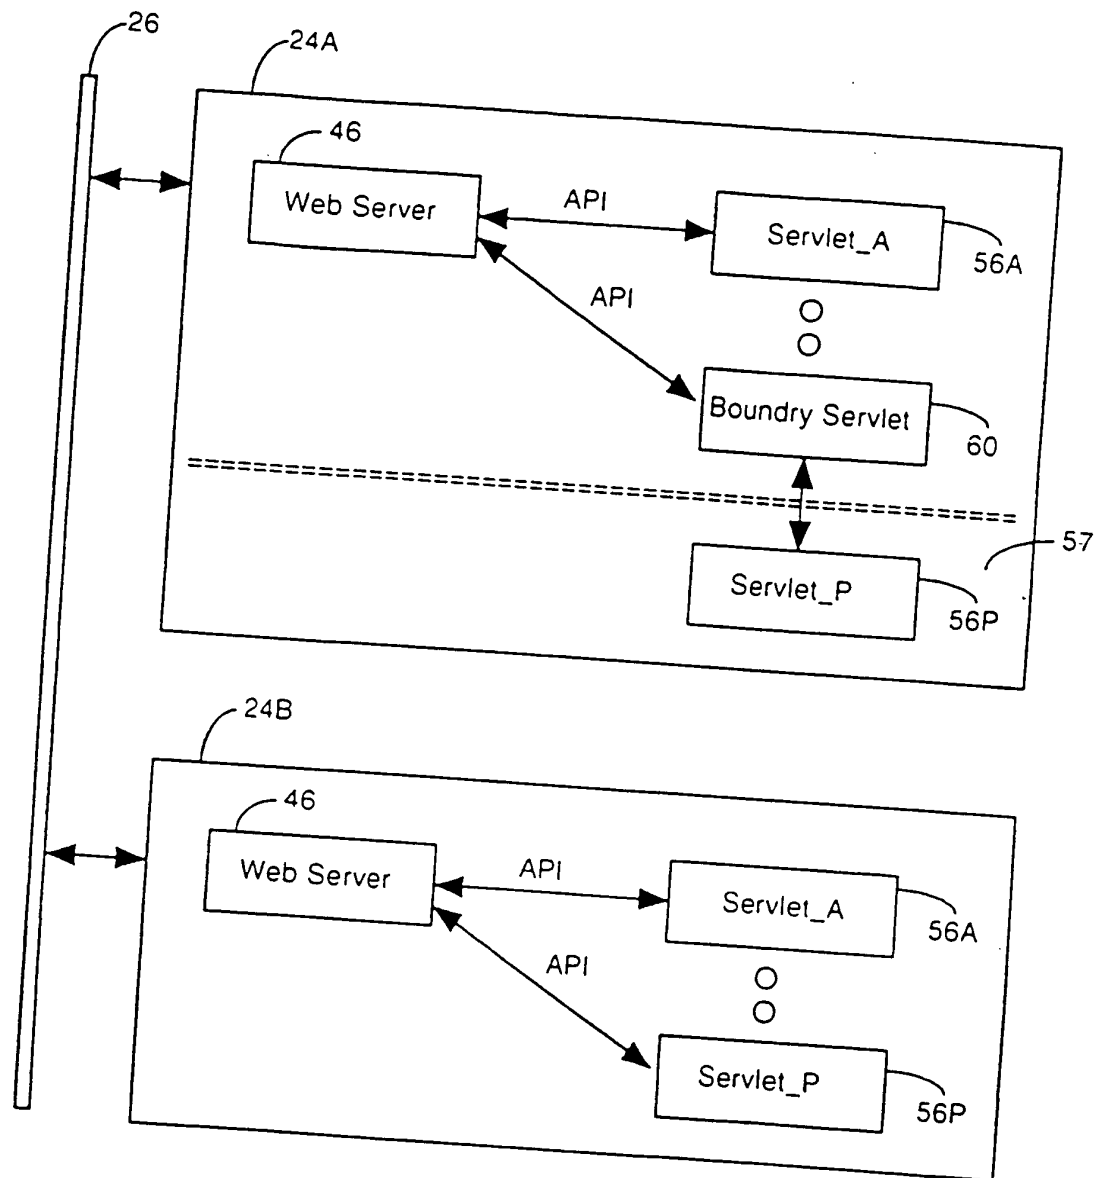 26
24A
46
Web Server
API
Servlet_A
56A
API
Boundry Servlet
60
57
Servlet_P
56P
24B
46
Web Server
API
Servlet_A
56A
API
Servlet_P
56P